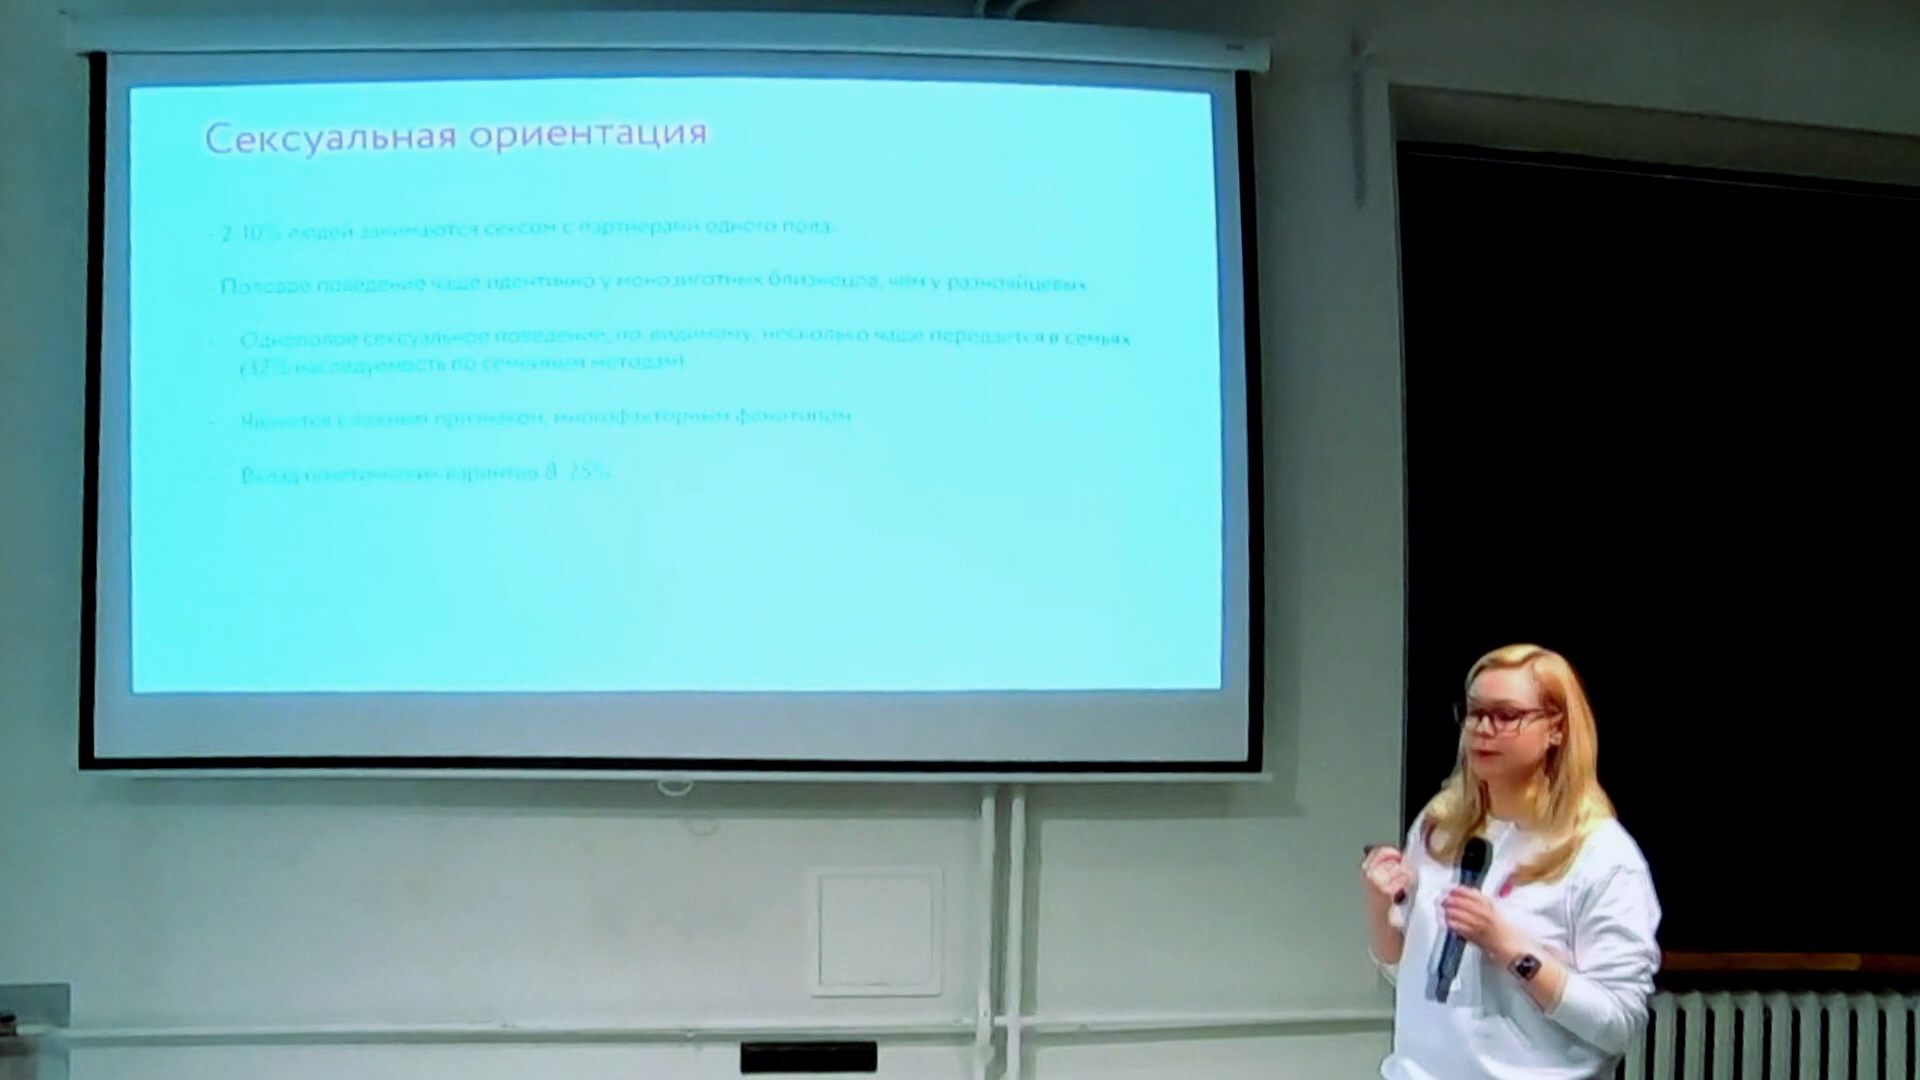 Сексуальная ориентация
- 2-10% людей занимаются сексом с партнерами одного пола.
- Половое поведение чаще идентично у монозиготных близнецов, чем у разнояйцевых
- Однополое сексуальное поведение, по-видимому, несколько чаще передается в семьях
(32% наследуемость по семейным методам)
- Является сложным признаком, многофакторным фенотипом
- Вклад генетических 8-25%